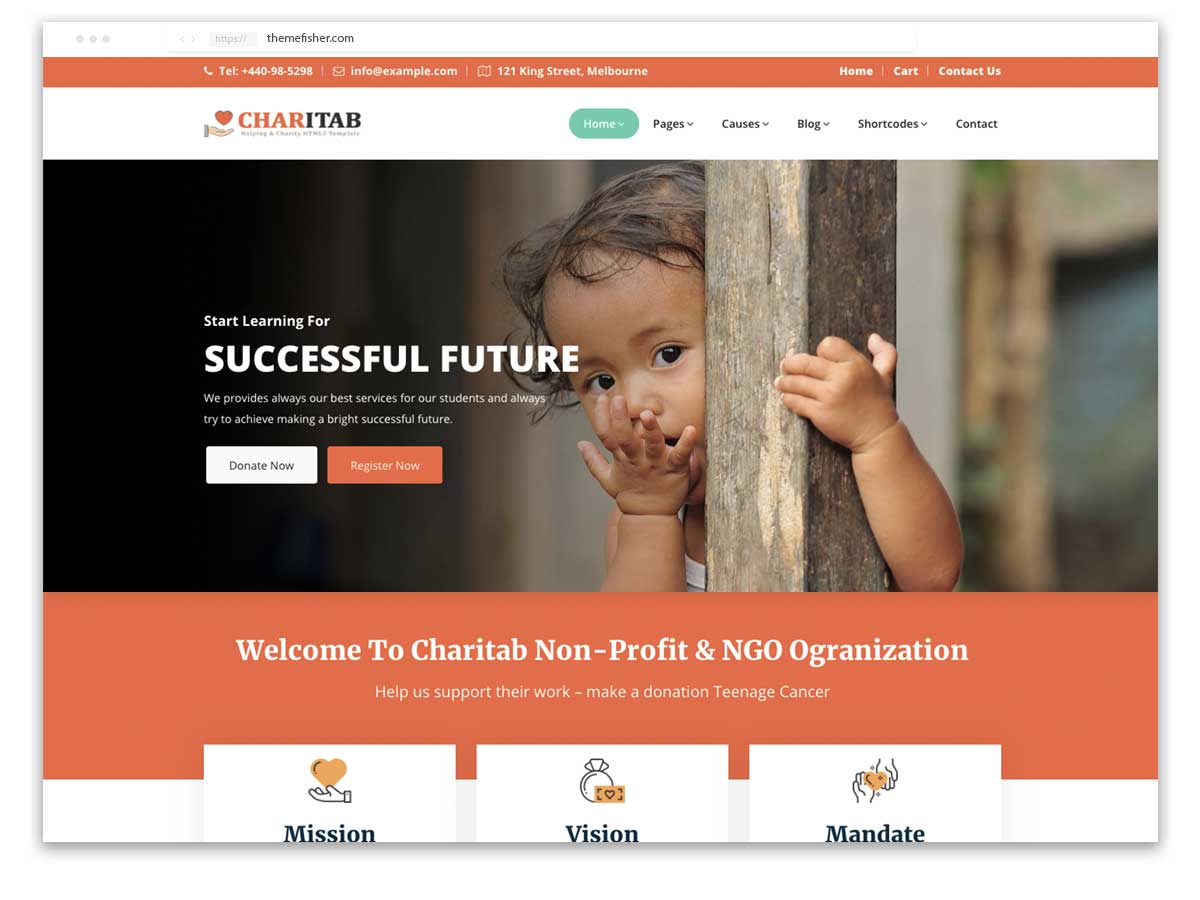 https:// themefisher.com
Tel: +440-98-5298 info@example.com 121 King Street, Melbourne Home Cart Contact Us
CHARITAB
Helping & Charity HTML5 Template
Home Pages Causes Blog Shortcodes Contact
Start Learning For
SUCCESSFUL FUTURE
We provides always our best services for our students and always
try to achieve making a bright successful future.
Donate Now Register Now
Welcome To Charitab Non-Profit & NGO Ogranization
Help us support their work – make a donation Teenage Cancer
Mission Vision Mandate